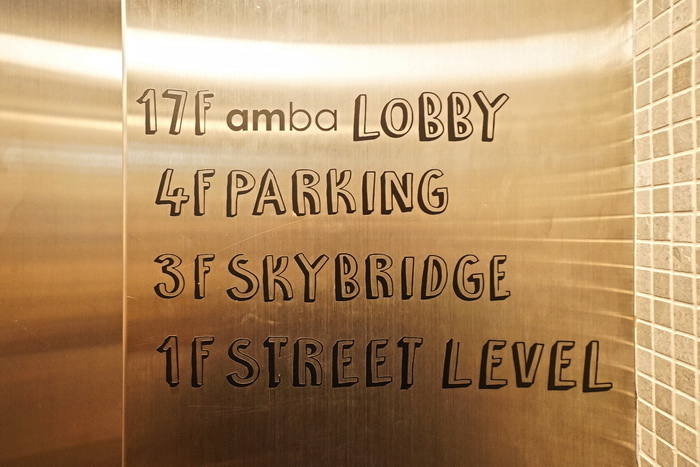 17F amba LOBBY
4F PARKING
3F SKYBRIDGE
1F STREET LEVEL